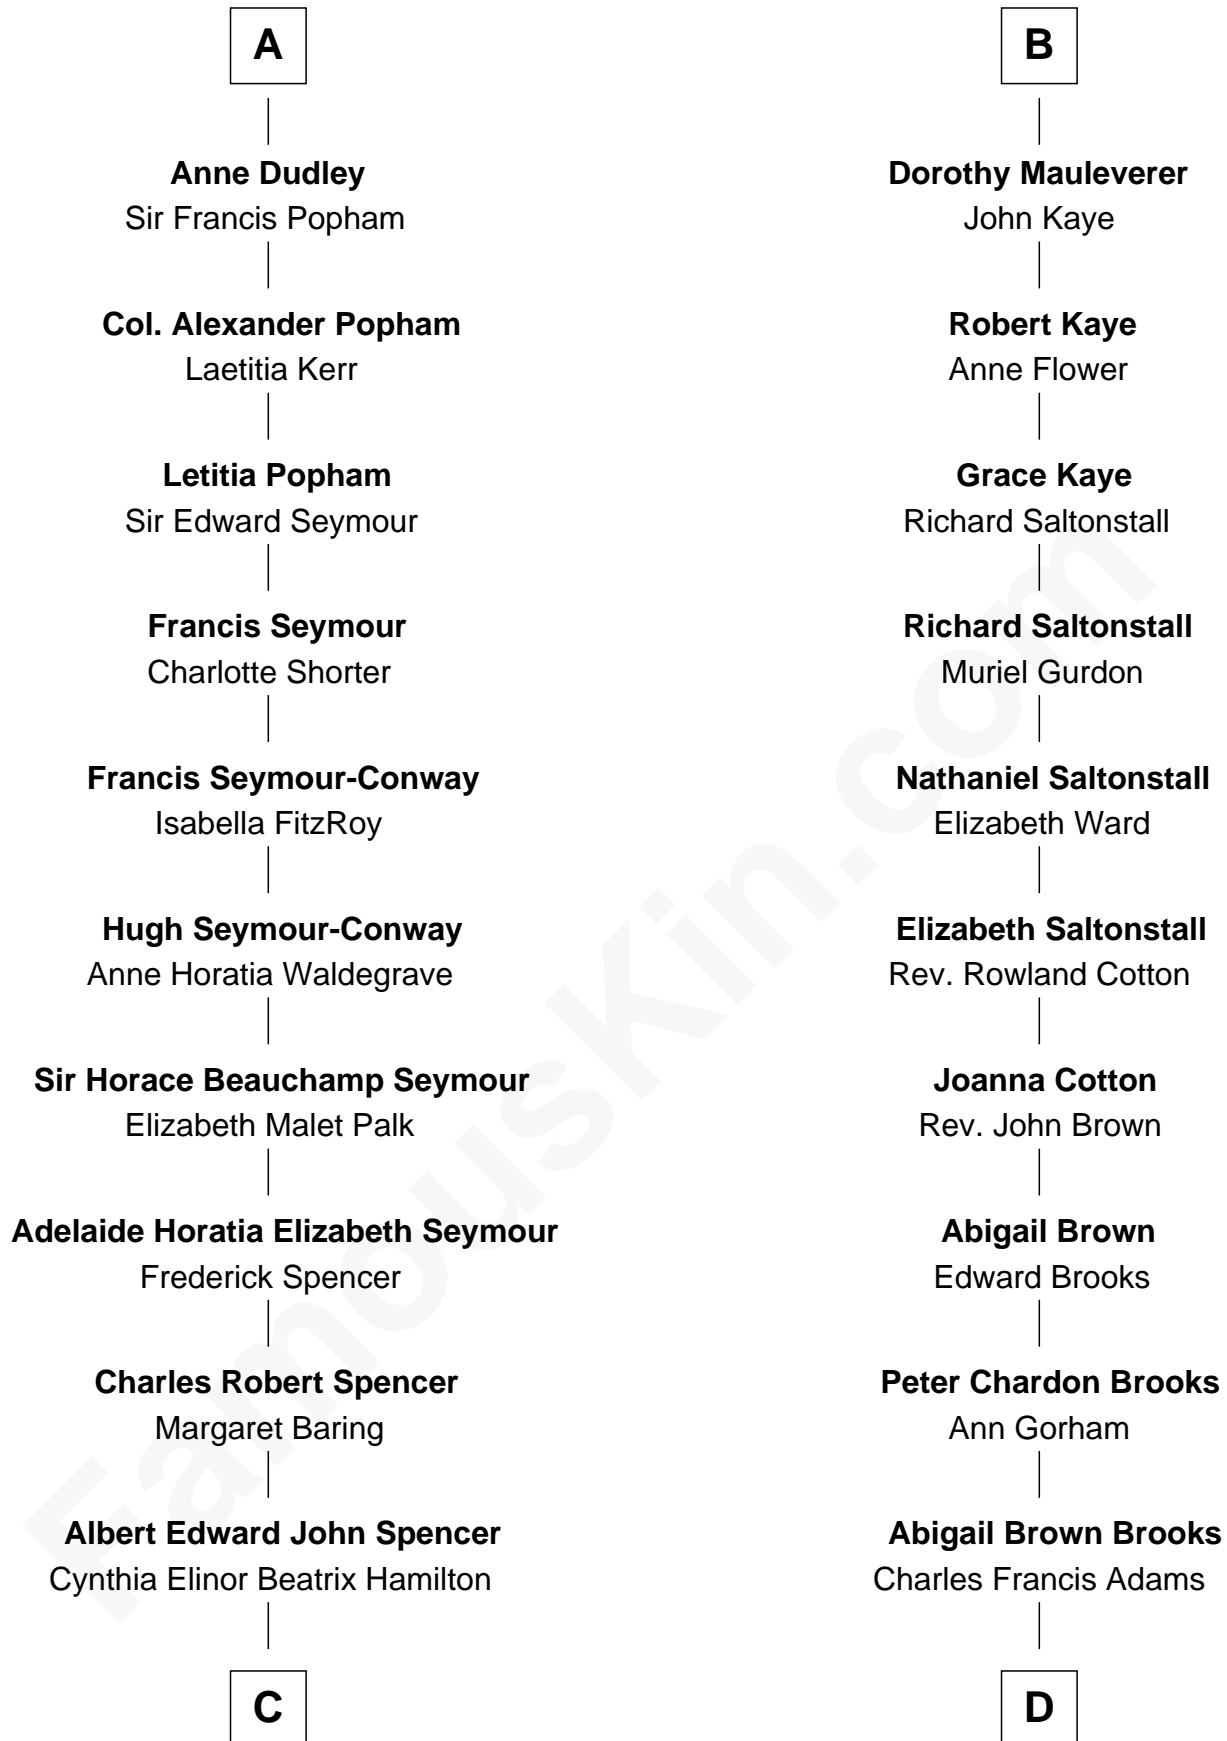 A
Anne Dudley
Sir Francis Popham
Col. Alexander Popham
Laetitia Kerr
Letitia Popham
Sir Edward Seymour
Francis Seymour
Charlotte Shorter
Francis Seymour-Conway
Isabella FitzRoy
Hugh Seymour-Conway
Anne Horatia Waldegrave
Sir Horace Beauchamp Seymour
Elizabeth Malet Palk
Adelaide Horatia Elizabeth Seymour
Frederick Spencer
Charles Robert Spencer
Margaret Baring
Albert Edward John Spencer
Cynthia Elinor Beatrix Hamilton
C
B
Dorothy Mauleverer
John Kaye
Robert Kaye
Anne Flower
Grace Kaye
Richard Saltonstall
Richard Saltonstall
Muriel Gurdon
Nathaniel Saltonstall
Elizabeth Ward
Elizabeth Saltonstall
Rev. Rowland Cotton
Joanna Cotton
Rev. John Brown
Abigail Brown
Edward Brooks
Peter Chardon Brooks
Ann Gorham
Abigail Brown Brooks
Charles Francis Adams
D
FamousKin.com